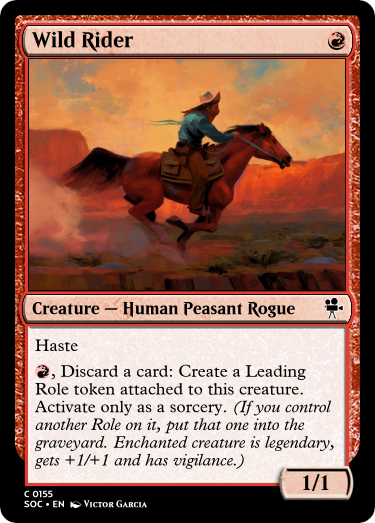 Wild Rider
Creature — Human Peasant Rogue
Haste
, Discard a card: Create a Leading
Role token attached to this creature.
Activate only as a sorcery. (If you control
another Role on it, put that one into the
graveyard. Enchanted creature is legendary,
gets +1/+1 and has vigilance.)
1/1
C 0155
SOC • EN Victor Garcia